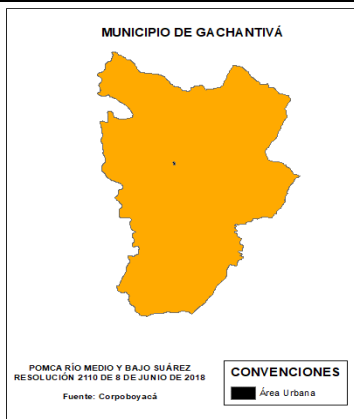 MUNICIPIO DE GACHANTIVÁ
POMCA RÌO MEDIO Y BAJO SUÁREZ
RESOLUCIÓN 2110 DE 8 DE JUNIO DE 2018
Fuente: Corpoboyacá
CONVENCIONES
Área Urbana